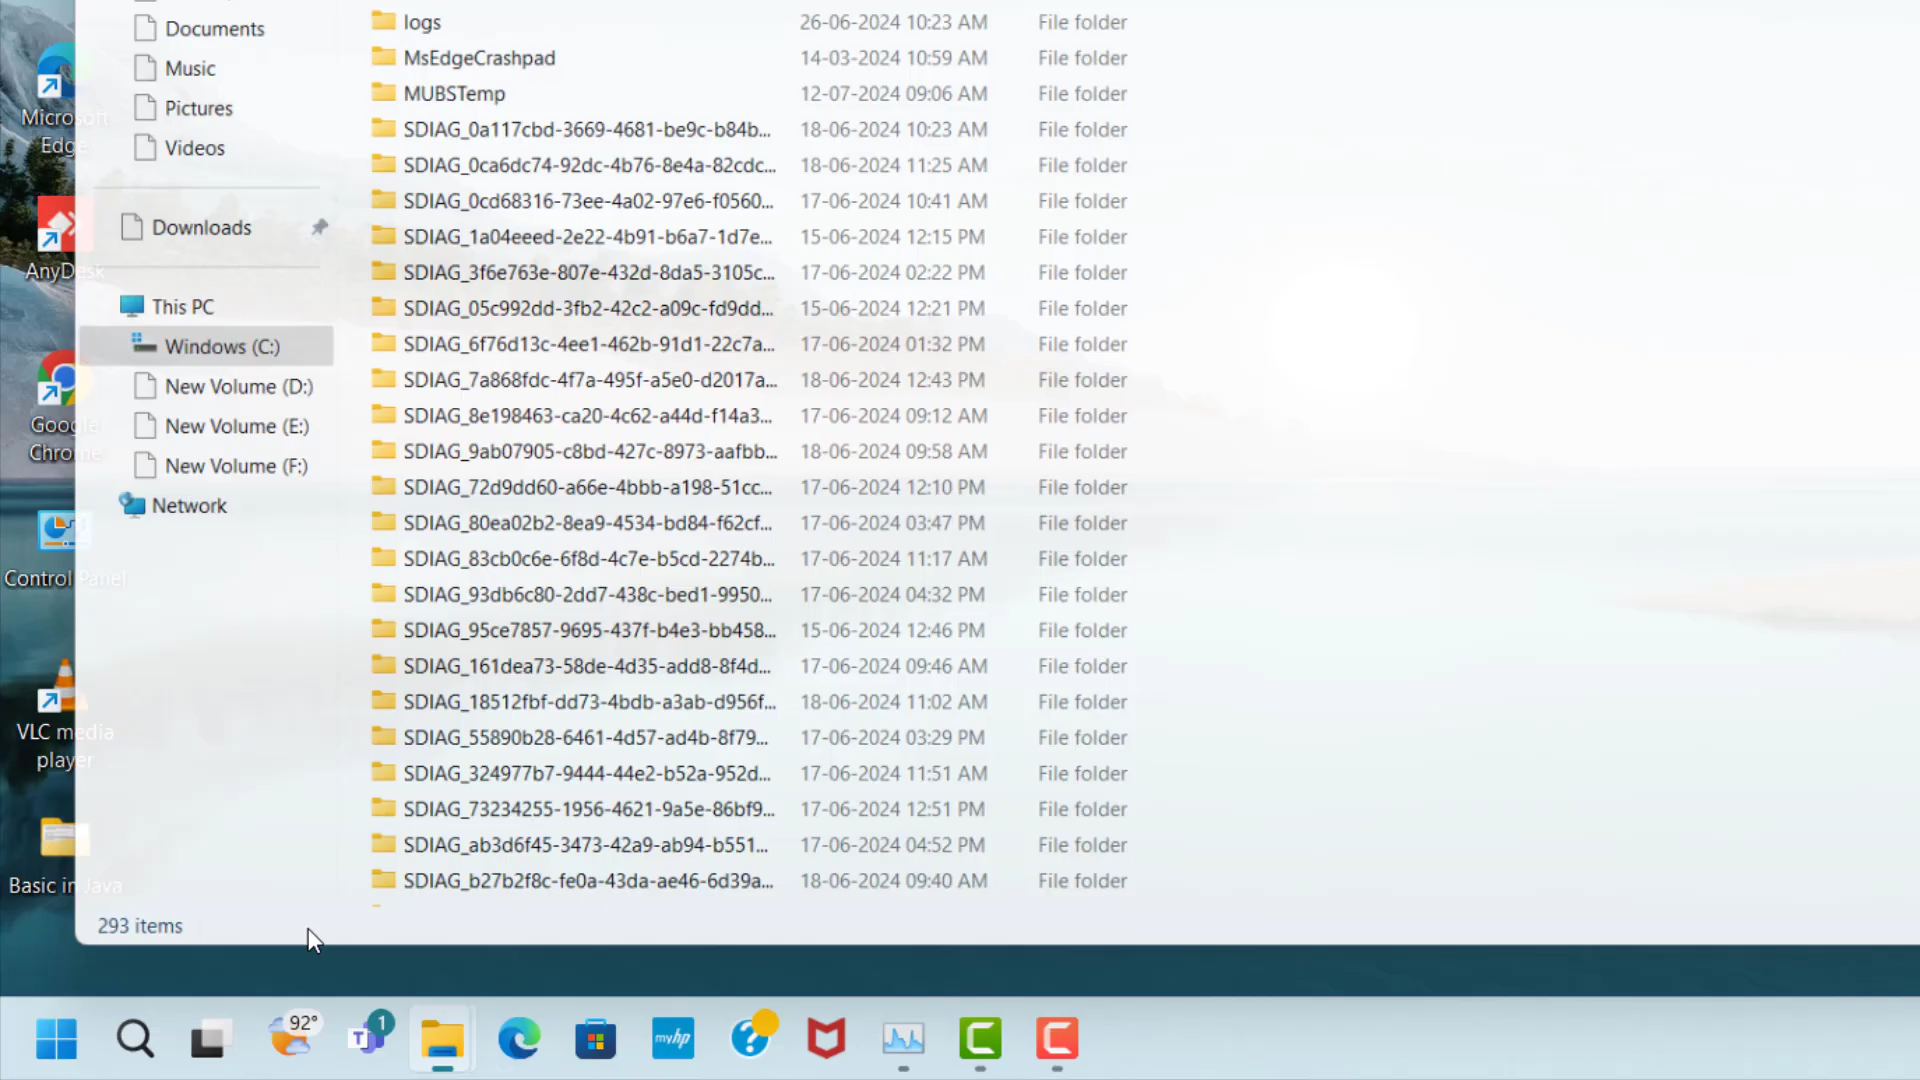 Microsoft
Edge
AnyDesk
Google
Chrome
Control Panel
VLC media
player
Basic in Java
Documents
Music
Pictures
Videos
Downloads
This PC
Windows (C:)
New Volume (D:)
New Volume (E:)
New Volume (F:)
Network
logs 26-06-2024 10:23 AM File folder
MsEdgeCrashpad 14-03-2024 10:59 AM File folder
MUBSTemp 12-07-2024 09:06 AM File folder
SDIAG_0a117cbd-3669-4681-be9c-b84b... 18-06-2024 10:23 AM File folder
SDIAG_0ca6dc74-92dc-4b76-8e4a-82cdc... 18-06-2024 11:25 AM File folder
SDIAG_0cd68316-73ee-4a02-97e6-f0560... 17-06-2024 10:41 AM File folder
SDIAG_1a04eeed-2e22-4b91-b6a7-1d7e... 15-06-2024 12:15 PM File folder
SDIAG_3f6e763e-807e-432d-8da5-3105c... 17-06-2024 02:22 PM File folder
SDIAG_05c992dd-3fb2-42c2-a09c-fd9dd... 15-06-2024 12:21 PM File folder
SDIAG_6f76d13c-4ee1-462b-91d1-22c7a... 17-06-2024 01:32 PM File folder
SDIAG_7a868fdc-4f7a-495f-a5e0-d2017a... 18-06-2024 12:43 PM File folder
SDIAG_8e198463-ca20-4c62-a44d-f14a3... 17-06-2024 09:12 AM File folder
SDIAG_9ab07905-c8bd-427c-8973-aafbb... 18-06-2024 09:58 AM File folder
SDIAG_72d9dd60-a66e-4bbb-a198-51cc... 17-06-2024 12:10 PM File folder
SDIAG_80ea02b2-8ea9-4534-bd84-f62cf... 17-06-2024 03:47 PM File folder
SDIAG_83cb0c6e-6f8d-4c7e-b5cd-2274b... 17-06-2024 11:17 AM File folder
SDIAG_93db6c80-2dd7-438c-bed1-9950... 17-06-2024 04:32 PM File folder
SDIAG_95ce7857-9695-437f-b4e3-bb458... 15-06-2024 12:46 PM File folder
SDIAG_161dea73-58de-4d35-add8-8f4d... 17-06-2024 09:46 AM File folder
SDIAG_18512fbf-dd73-4bdb-a3ab-d956f... 18-06-2024 11:02 AM File folder
SDIAG_55890b28-6461-4d57-ad4b-8f79... 17-06-2024 03:29 PM File folder
SDIAG_324977b7-9444-44e2-b52a-952d... 17-06-2024 11:51 AM File folder
SDIAG_73234255-1956-4621-9a5e-86bf9... 17-06-2024 12:51 PM File folder
SDIAG_ab3d6f45-3473-42a9-ab94-b551... 17-06-2024 04:52 PM File folder
SDIAG_b27b2f8c-fe0a-43da-ae46-6d39a... 18-06-2024 09:40 AM File folder
293 items
92°
T 1
myhp
?